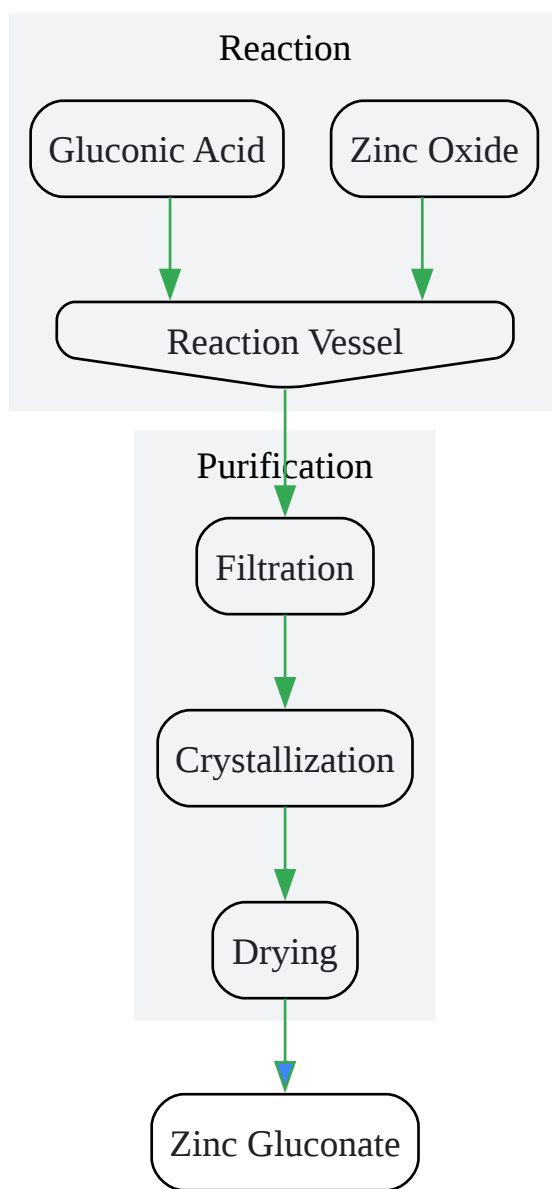 Reaction
Gluconic Acid
Zinc Oxide
Reaction Vessel
Purification
Filtration
Crystallization
Drying
Zinc Gluconate